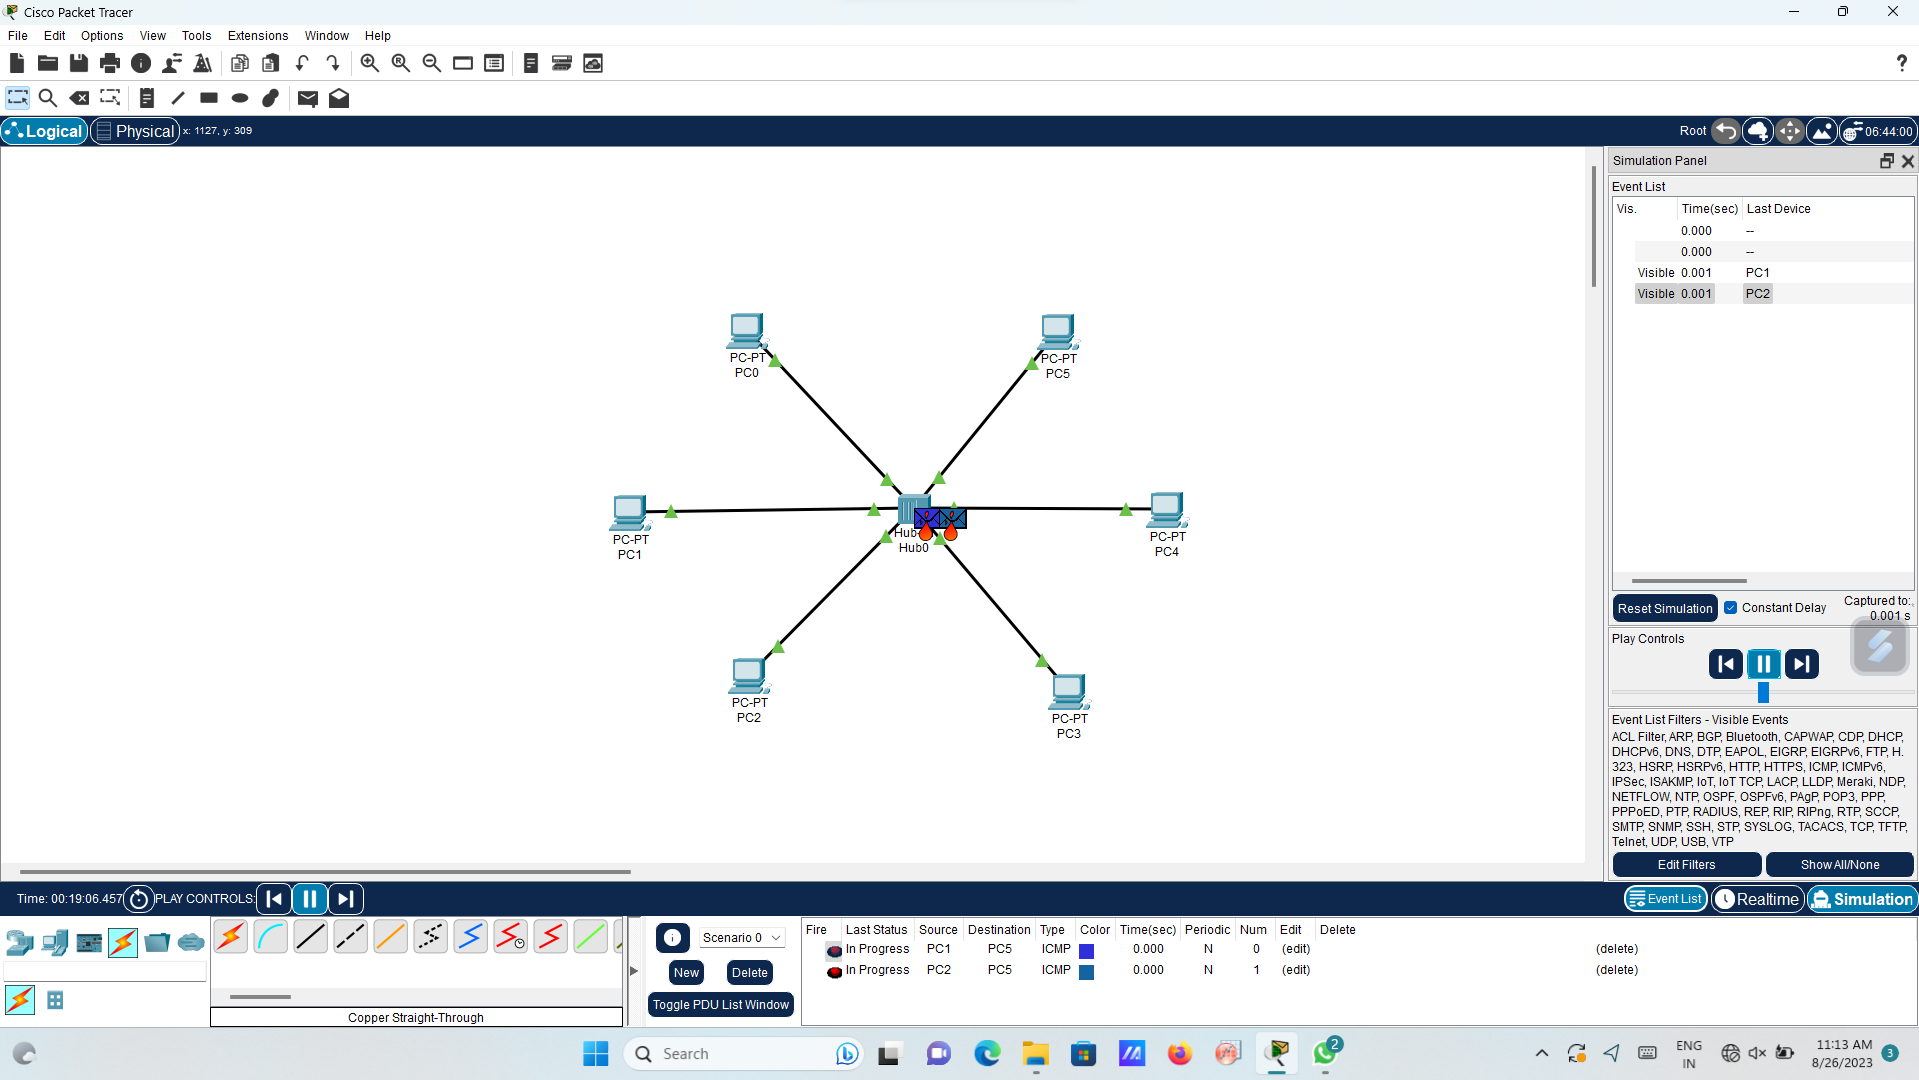 Cisco Packet Tracer
File Edit Options View Tools Extensions Window Help
?
Logical Physical x: 1127, y: 309 Root 06:44:00
Simulation Panel
Event List
Vis. Time(sec) Last Device
0.000 --
0.000 --
Visible 0.001 PC1
Visible 0.001 PC2
PC-PT
PC0
PC-PT
PC5
PC-PT
PC1
Hub-
Hub0
PC-PT
PC4
PC-PT
PC2
PC-PT
PC3
Reset Simulation Constant Delay Captured to:
0.001 s
Play Controls
Event List Filters - Visible Events
ACL Filter, ARP, BGP, Bluetooth, CAPWAP, CDP, DHCP,
DHCPv6, DNS, DTP, EAPOL, EIGRP, EIGRPv6, FTP, H.
323, HSRP, HSRPv6, HTTP, HTTPS, ICMP, ICMPv6,
IPSec, ISAKMP, IoT, IoT TCP, LACP, LLDP, Meraki, NDP,
NETFLOW, NTP, OSPF, OSPFv6, PAgP, POP3, PPP,
PPPoED, PTP, RADIUS, REP, RIP, RIPng, RTP, SCCP,
SMTP, SNMP, SSH, STP, SYSLOG, TACACS, TCP, TFTP,
Telnet, UDP, USB, VTP
Edit Filters Show All/None
Time: 00:19:06.457 PLAY CONTROLS: Event List Realtime Simulation
Scenario 0
New Delete
Toggle PDU List Window
Copper Straight-Through
Fire Last Status Source Destination Type Color Time(sec) Periodic Num Edit Delete
In Progress PC1 PC5 ICMP 0.000 N 0 (edit) (delete)
In Progress PC2 PC5 ICMP 0.000 N 1 (edit) (delete)
Search
2
ENG
IN
11:13 AM
8/26/2023
3